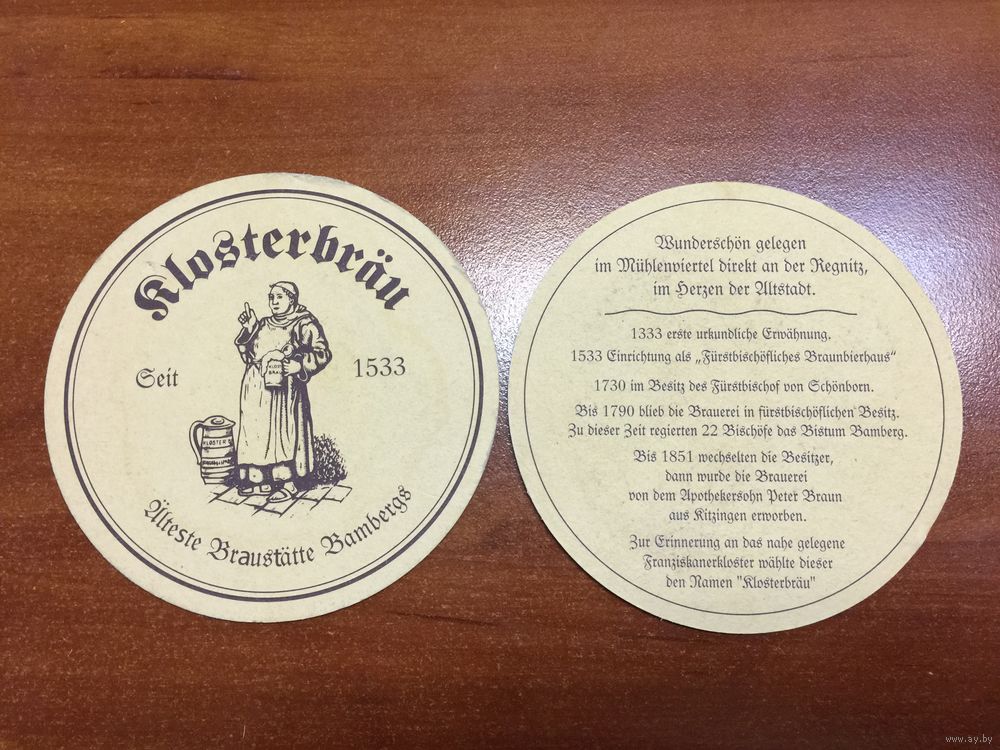 Klosterbräu
Seit 1533
KLOSTER
Älteste Braustätte Bambergs
Wunderschön gelegen
im Mühlenviertel direkt an der Regnitz,
im Herzen der Altstadt.
1333 erste urkundliche Erwähnung.
1533 Einrichtung als „Fürstbischöfliches Braunbierhaus“
1730 im Besitz des Fürstbischof von Schönborn.
Bis 1790 blieb die Brauerei in fürstbischöflichen Besitz.
Zu dieser Zeit regierten 22 Bischöfe das Bistum Bamberg.
Bis 1851 wechselten die Besitzer,
dann wurde die Brauerei
von dem Apothekersohn Peter Braun
aus Kitzingen erworben.
Zur Erinnerung an das nahe gelegene
Franziskanerkloster wählte dieser
den Namen "Klosterbräu"
www.ay.by